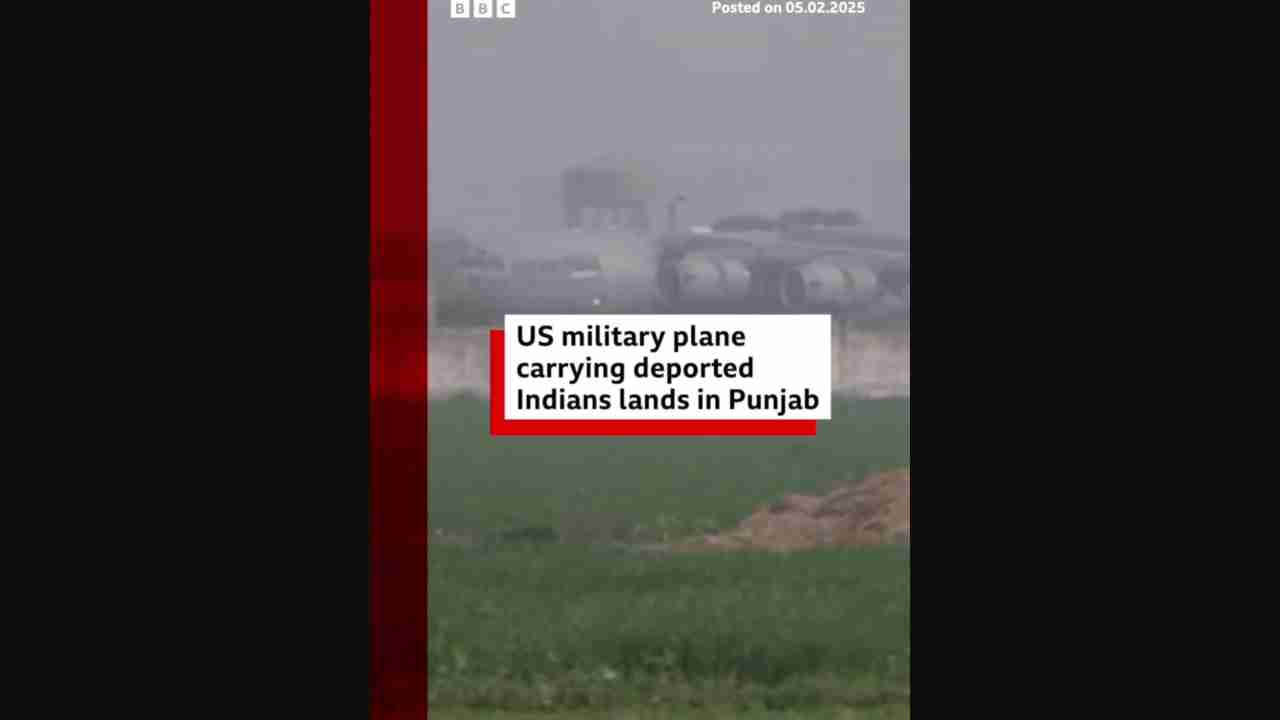 BBC
Posted on 05.02.2025
US military plane
carrying deported
Indians lands in Punjab